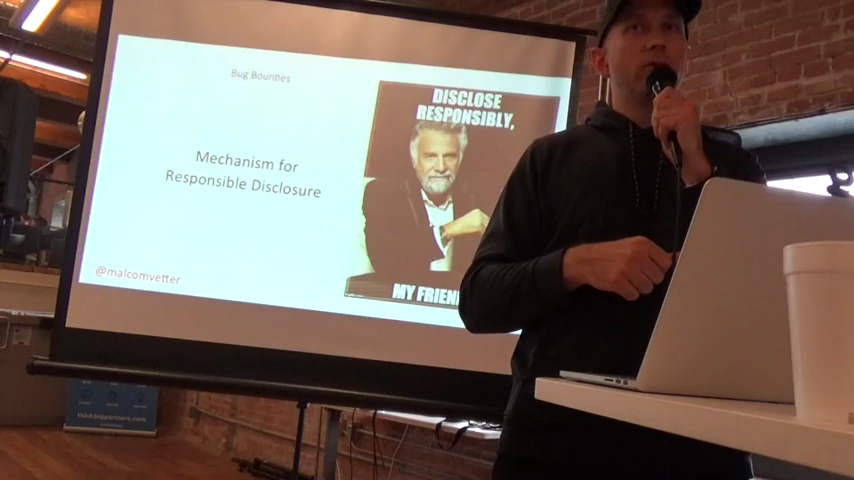 Bug Bounties
DISCLOSE
RESPONSIBLY,
Mechanism for
Responsible Disclosure
@malcomvetter
MY FRIEN